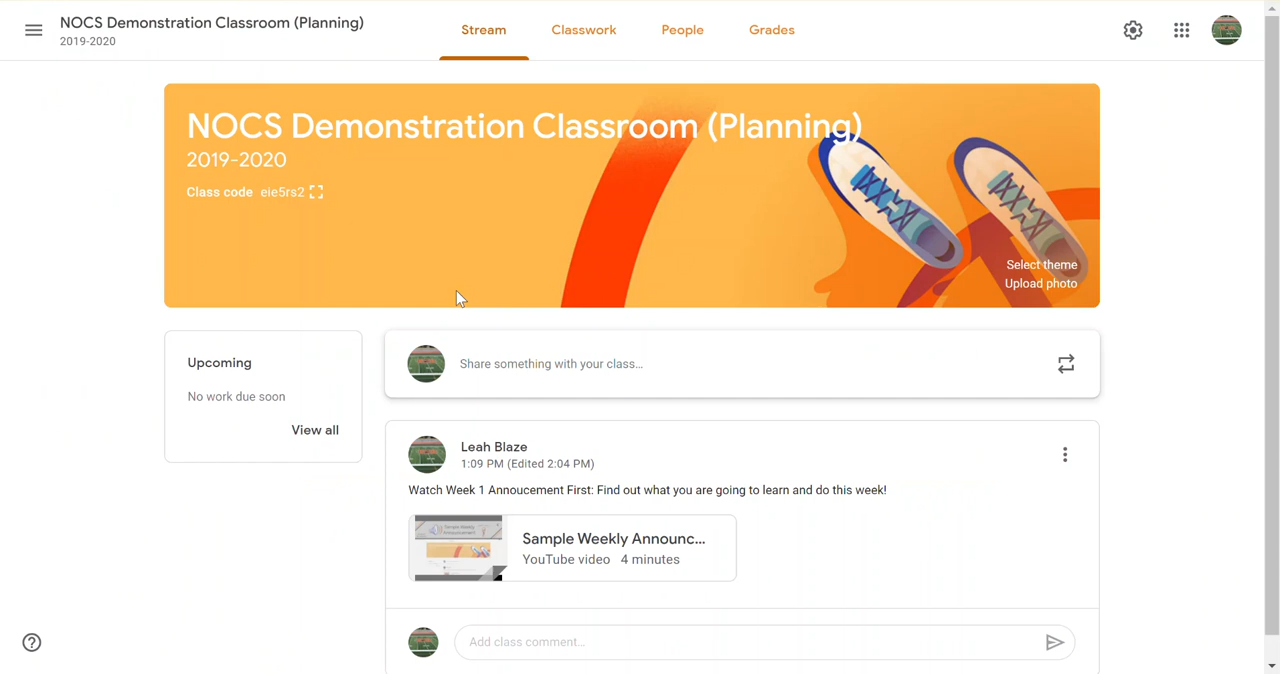 NOCS Demonstration Classroom (Planning)
2019-2020
Stream
Classwork
People
Grades
NOCS Demonstration Classroom (Planning)
2019-2020
Class code eie5rs2
Select theme
Upload photo
Upcoming
No work due soon
View all
Share something with your class...
Leah Blaze
1:09 PM (Edited 2:04 PM)
Watch Week 1 Annoucement First: Find out what you are going to learn and do this week!
Sample Weekly Announcement
Sample Weekly Announc...
YouTube video 4 minutes
Add class comment...